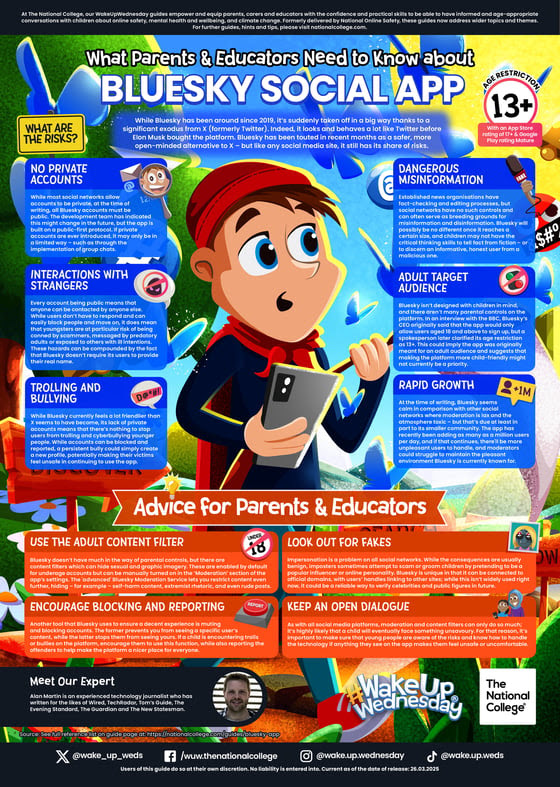 At The National College, our WakeUpWednesday guides empower and equip parents, carers and educators with the confidence and practical skills to be able to have informed and age-appropriate
conversations with children about online safety, mental health and wellbeing, and climate change. Formerly delivered by National Online Safety, these guides now address wider topics and themes.
For further guides, hints and tips, please visit nationalcollege.com.
What Parents & Educators Need to Know about
BLUESKY SOCIAL APP
AGE RESTRICTION
13+
With an App Store
rating of 17+ & Google
Play rating Mature
WHAT ARE
THE RISKS?
While Bluesky has been around since 2019, it's suddenly taken off in a big way thanks to a
significant exodus from X (formerly Twitter). Indeed, it looks and behaves a lot like Twitter before
Elon Musk bought the platform. Bluesky has been touted in recent months as a safer, more
open-minded alternative to X – but like any social media site, it still has its share of risks.
NO PRIVATE
ACCOUNTS
While most social networks allow
accounts to be private, at the time of
writing, all Bluesky accounts must be
public. The development team has indicated
this might change in the future, but the app is
built on a public-first protocol. If private
accounts are ever introduced, it may only be in
a limited way – such as through the
implementation of group chats.
INTERACTIONS WITH
STRANGERS
Every account being public means that
anyone can be contacted by anyone else.
While users don't have to respond and can
easily block people and move on, it does mean
that youngsters are at particular risk of being
conned by scammers, messaged by predatory
adults or exposed to others with ill intentions.
These hazards can be compounded by the fact
that Bluesky doesn't require its users to provide
their real name.
TROLLING AND
BULLYING
D@#!
While Bluesky currently feels a lot friendlier than
X seems to have become, its lack of private
accounts means that there's nothing to stop
users from trolling and cyberbullying younger
people. While accounts can be blocked and
reported, a persistent bully could simply create
a new profile, potentially making their victims
feel unsafe in continuing to use the app.
DANGEROUS
MISINFORMATION
Established news organisations have
fact-checking and editing processes, but
social networks have no such controls and
can often serve as breeding grounds for
misinformation and disinformation. Bluesky will
possibly be no different once it reaches a
certain size, and children may not have the
critical thinking skills to tell fact from fiction – or
to discern an informative, honest user from a
malicious one.
ADULT TARGET
AUDIENCE
Bluesky isn't designed with children in mind,
and there aren't many parental controls on the
platform. In an interview with the BBC, Bluesky's
CEO originally said that the app would only
allow users aged 18 and above to sign up, but a
spokesperson later clarified its age restriction
as 13+. This could imply the app was originally
meant for an adult audience and suggests that
making the platform more child-friendly might
not currently be a priority.
RAPID GROWTH
+1M
At the time of writing, Bluesky seems
calm in comparison with other social
networks where moderation is lax and the
atmosphere toxic – but that's due at least in
part to its smaller community. The app has
recently been adding as many as a million users
per day, and if that continues, there'll be more
unpleasant users to handle, and moderators
could struggle to maintain the pleasant
environment Bluesky is currently known for.
Advice for Parents & Educators
USE THE ADULT CONTENT FILTER
UNDER
18
Bluesky doesn't have much in the way of parental controls, but there are
content filters which can hide sexual and graphic imagery. These are enabled by default
for underage accounts but can be manually turned on in the 'Moderation' section of the
app's settings. The 'advanced' Bluesky Moderation Service lets you restrict content even
further, hiding – for example – self-harm content, extremist rhetoric, and even rude posts.
LOOK OUT FOR FAKES
Impersonation is a problem on all social networks. While the consequences are usually
benign, imposters sometimes attempt to scam or groom children by pretending to be a
popular influencer or online personality. Bluesky is unique in that it can be connected to
official domains, with users' handles linking to other sites; while this isn't widely used right
now, it could be a reliable way to verify celebrities and public figures in future.
ENCOURAGE BLOCKING AND REPORTING
REPORT
Another tool that Bluesky uses to ensure a decent experience is muting
and blocking accounts. The former prevents you from seeing a specific user's
content, while the latter stops them from seeing yours. If a child is encountering trolls
or bullies on the platform, encourage them to use this function, while also reporting the
offenders to help make the platform a nicer place for everyone.
KEEP AN OPEN DIALOGUE
As with all social media platforms, moderation and content filters can only do so much;
it's highly likely that a child will eventually face something unsavoury. For that reason, it's
important to make sure that young people are aware of the risks and know how to handle
the technology if anything they see on the app makes them feel unsafe or uncomfortable.
Meet Our Expert
Alan Martin is an experienced technology journalist who has
written for the likes of Wired, TechRadar, Tom's Guide, The
Evening Standard, The Guardian and The New Statesman.
#WakeUp
Wednesday®
The
National
College®
Source: See full reference list on guide page at: https://nationalcollege.com/guides/bluesky-app
@wake_up_weds
/wuw.thenationalcollege
@wake.up.wednesday
@wake.up.weds
Users of this guide do so at their own discretion. No liability is entered into. Current as of the date of release: 26.03.2025